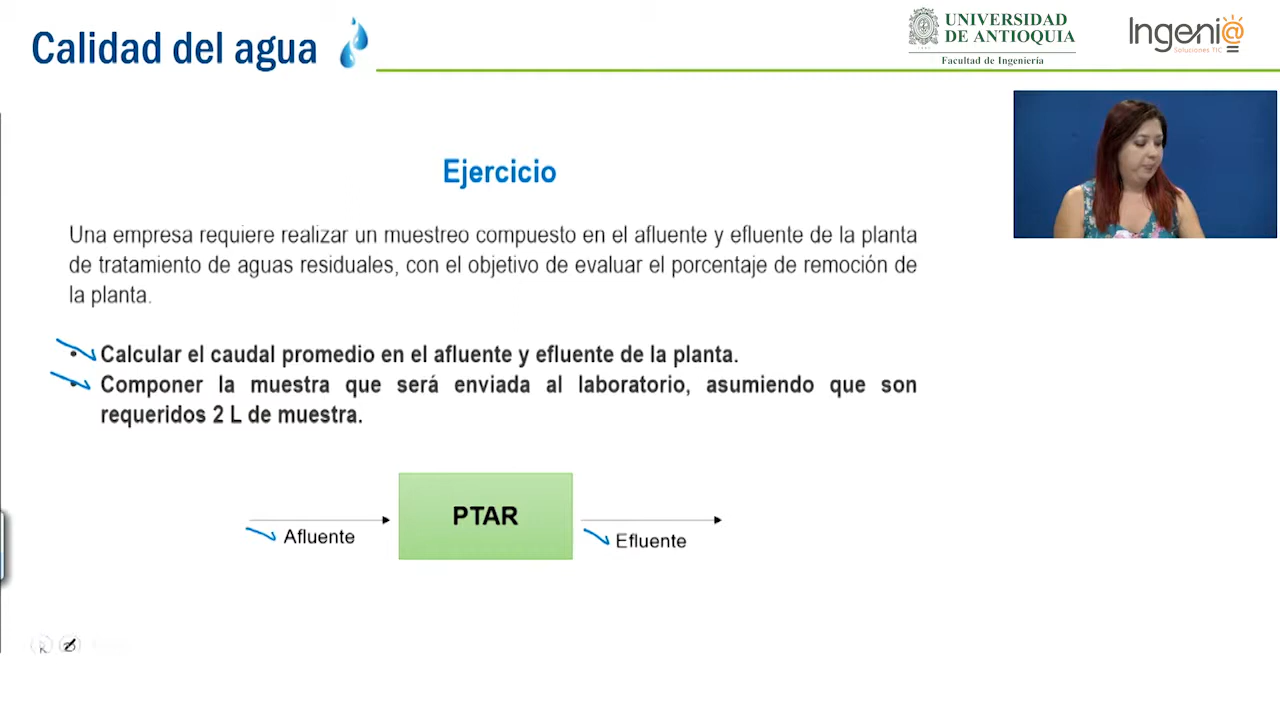 Calidad del agua
UNIVERSIDAD
DE ANTIOQUIA
Facultad de Ingeniería
Ingeni@
Soluciones TIC
Ejercicio
Una empresa requiere realizar un muestreo compuesto en el afluente y efluente de la planta
de tratamiento de aguas residuales, con el objetivo de evaluar el porcentaje de remoción de
la planta.
• Calcular el caudal promedio en el afluente y efluente de la planta.
• Componer la muestra que será enviada al laboratorio, asumiendo que son
requeridos 2 L de muestra.
PTAR
Afluente
Efluente